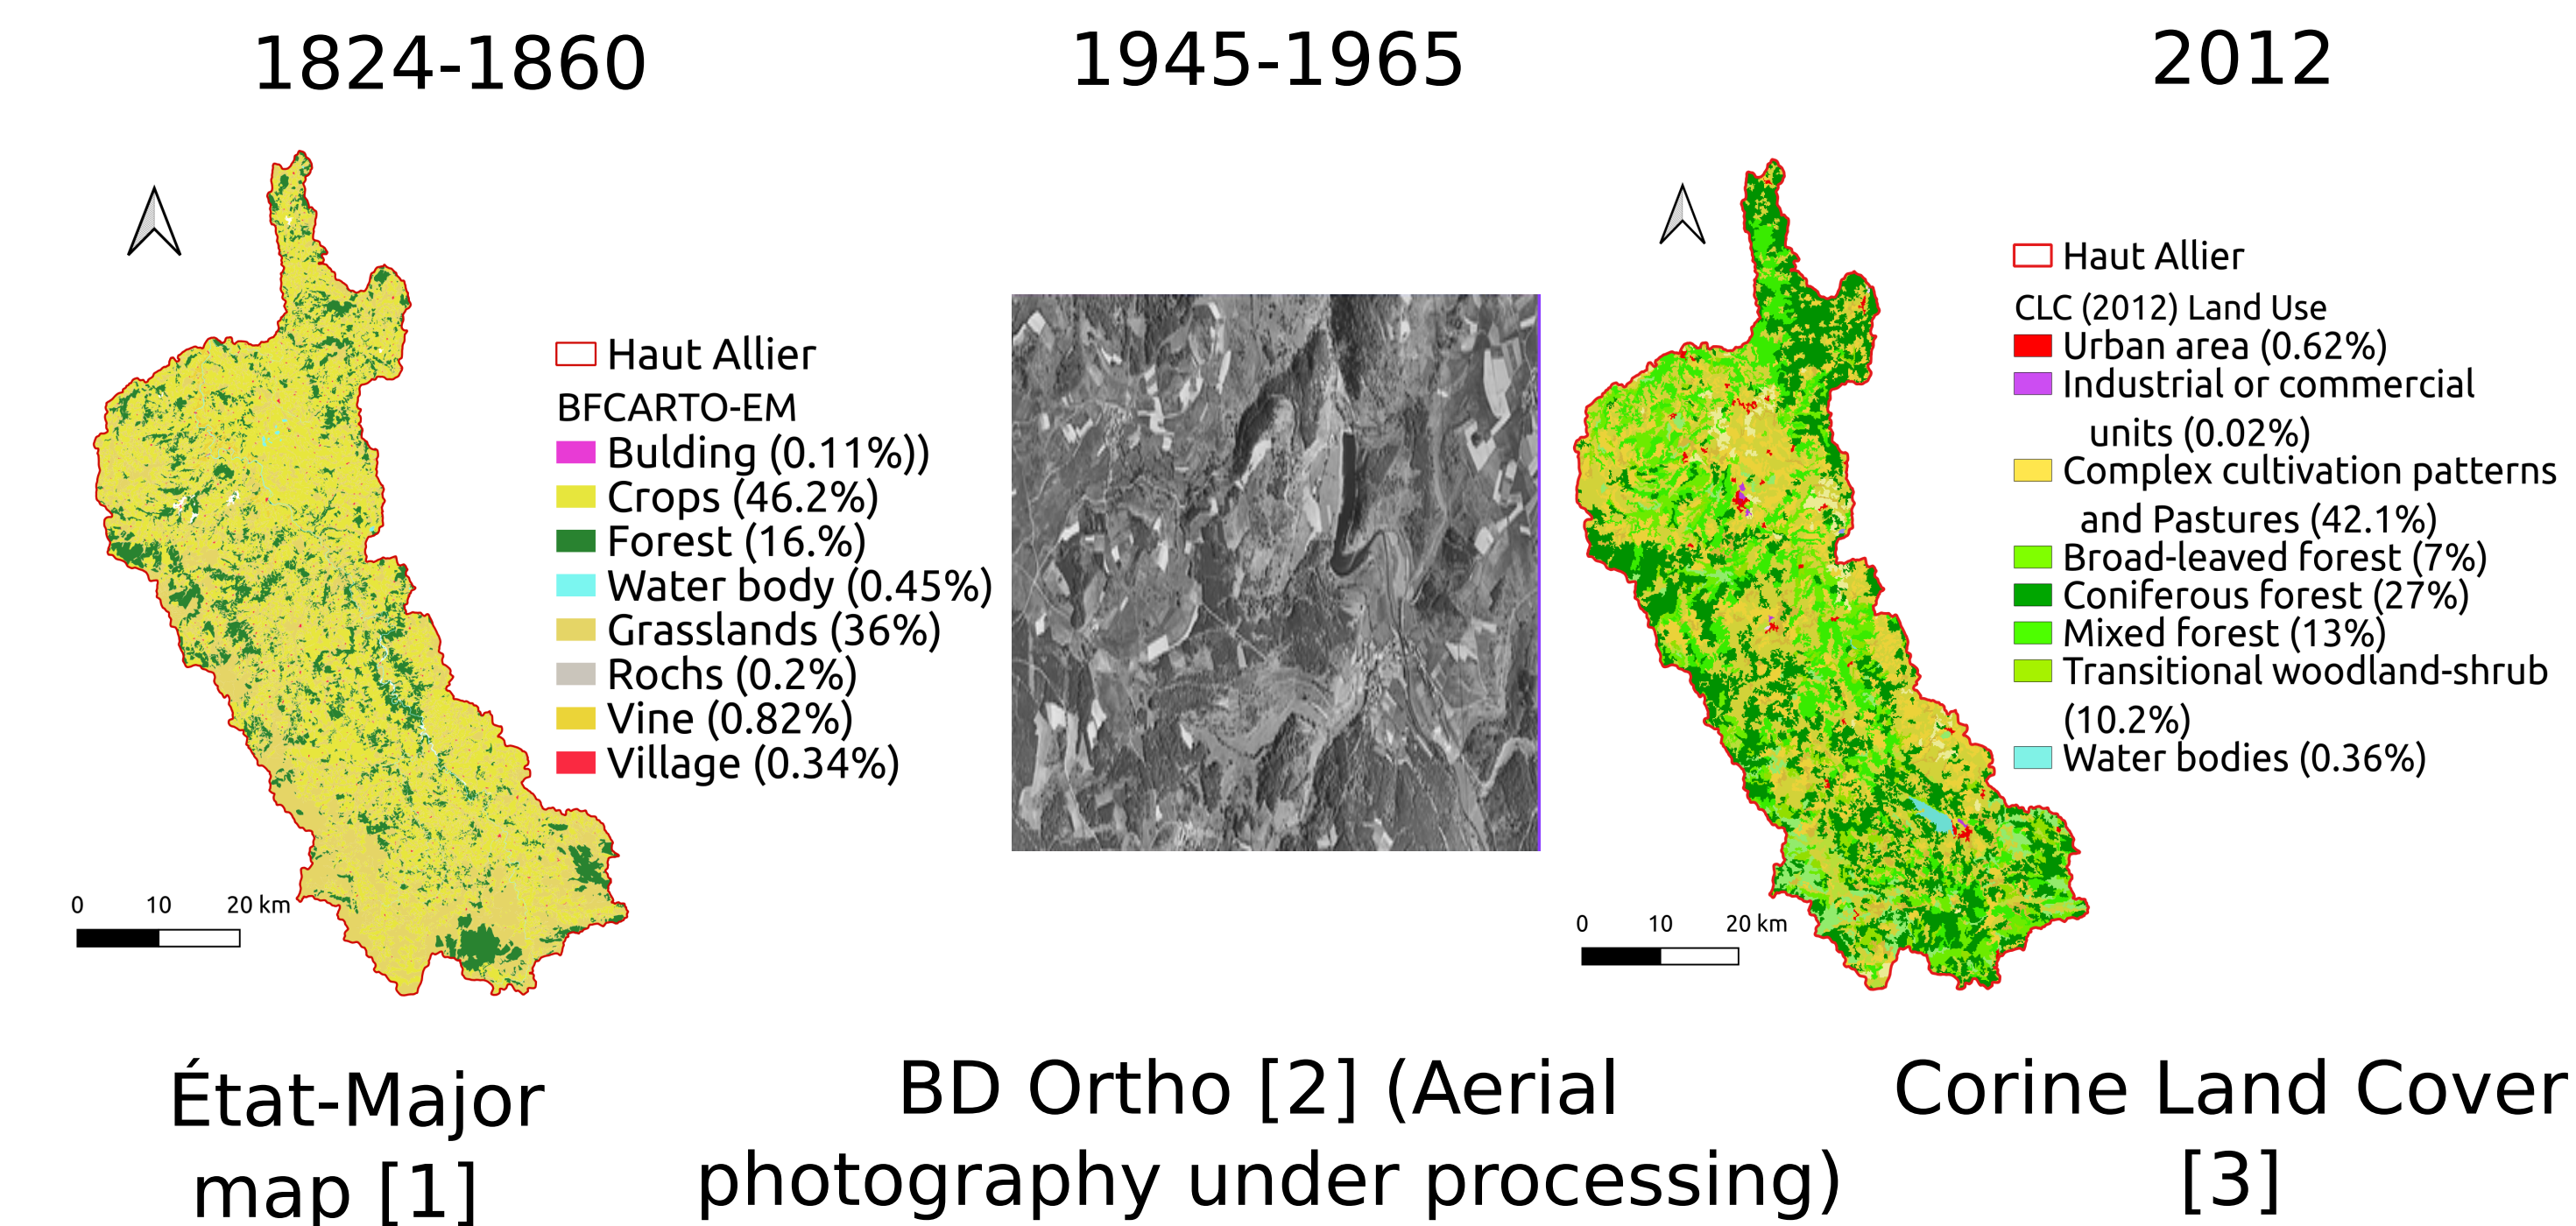 1824-1860
1945-1965
2012
Haut Allier
BFCARTO-EM
Bulding (0.11%))
Crops (46.2%)
Forest (16.%)
Water body (0.45%)
Grasslands (36%)
Rochs (0.2%)
Vine (0.82%)
Village (0.34%)
0 10 20 km
Haut Allier
CLC (2012) Land Use
Urban area (0.62%)
Industrial or commercial
units (0.02%)
Complex cultivation patterns
and Pastures (42.1%)
Broad-leaved forest (7%)
Coniferous forest (27%)
Mixed forest (13%)
Transitional woodland-shrub
(10.2%)
Water bodies (0.36%)
0 10 20 km
État-Major
map [1]
BD Ortho [2] (Aerial
photography under processing)
Corine Land Cover
[3]